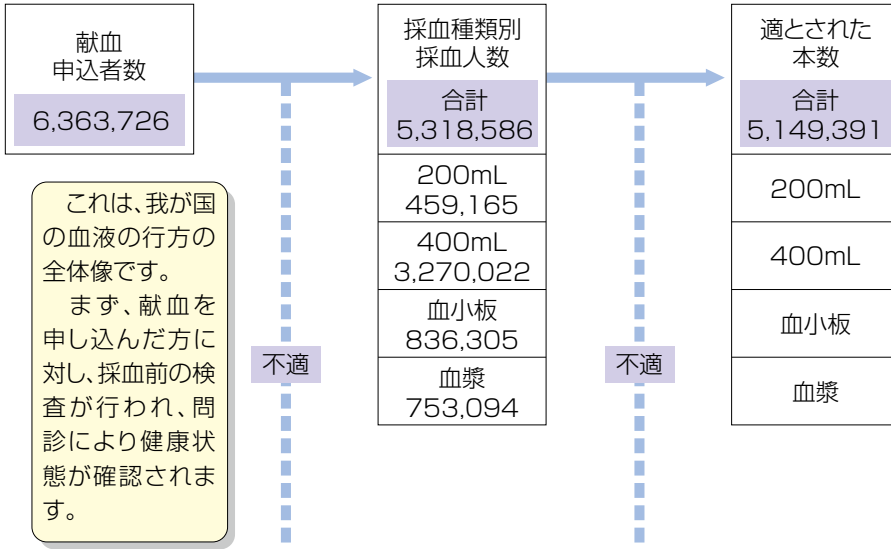 献血
申込者数
6,363,726
採血種類別
採血人数
合計
5,318,586
200mL
459,165
400mL
3,270,022
血小板
836,305
血漿
753,094
適とされた
本数
合計
5,149,391
200mL
400mL
血小板
血漿
不適
不適
これは、我が国
の血液の行方の
全体像です。
まず、献血を
申し込んだ方に
対し、採血前の検
査が行われ、問
診により健康状
態が確認されま
す。